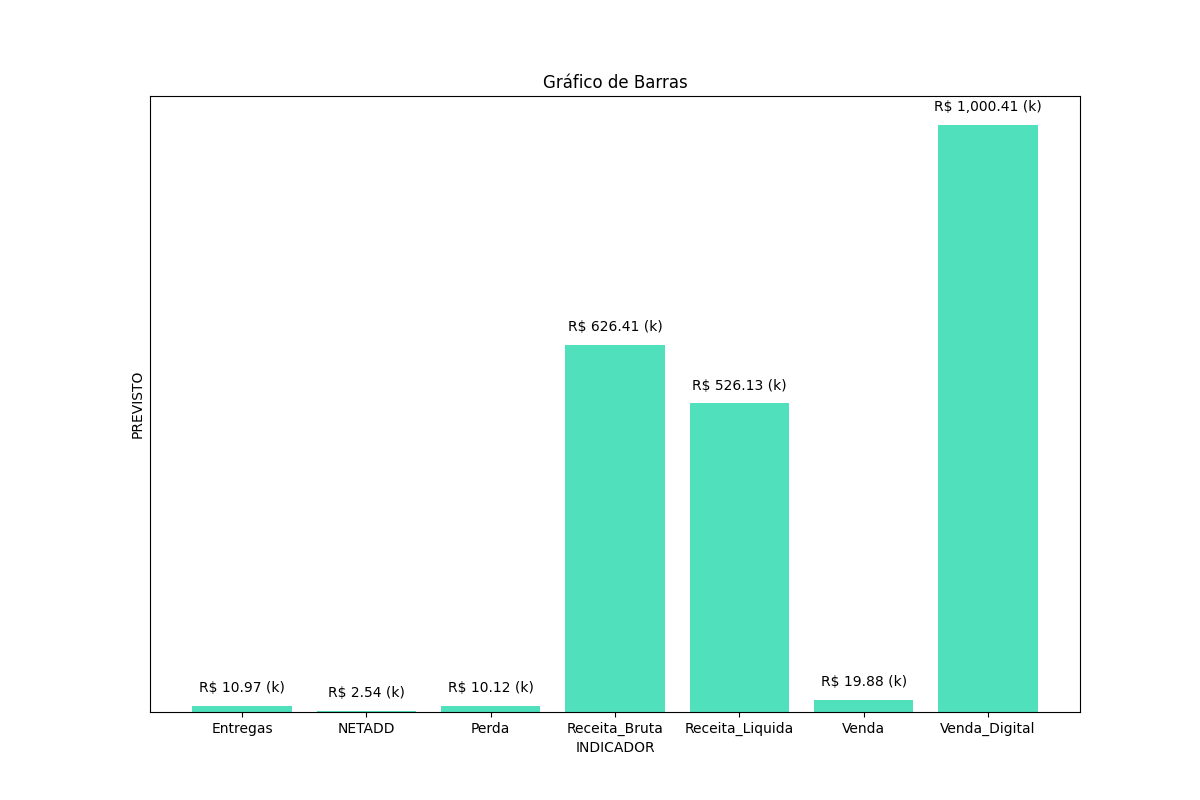 Gráfico de Barras
R$ 1,000.41 (k)
R$ 626.41 (k)
R$ 526.13 (k)
R$ 19.88 (k)
R$ 10.97 (k)
R$ 2.54 (k)
R$ 10.12 (k)
PREVISTO
Entregas
NETADD
Perda
Receita_Bruta
Receita_Liquida
Venda
Venda_Digital
INDICADOR